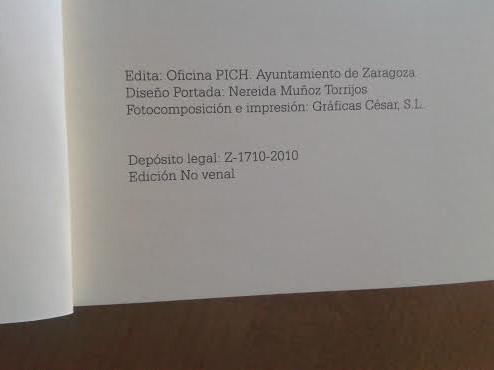 Edita: Oficina PICH. Ayuntamiento de Zaragoza
Diseño Portada: Nereida Muñoz Torrijos
Fotocomposición e impresión: Gráficas César, S.L.
Depósito legal: Z-1710-2010
Edición No venal